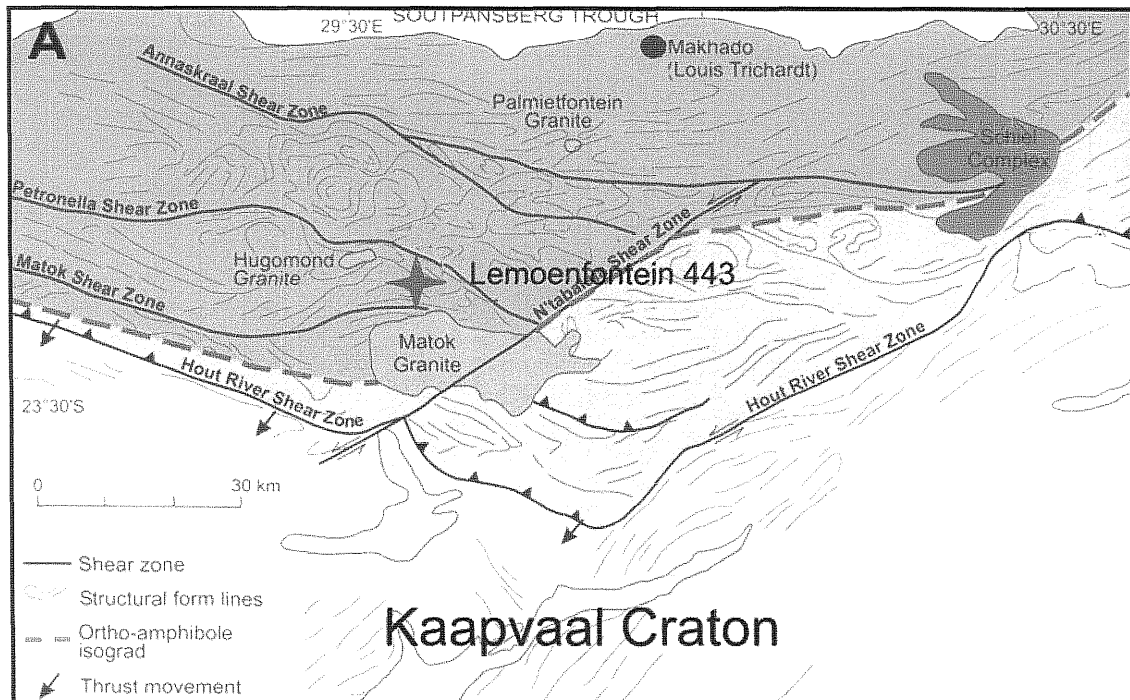 A
SOUTPANSBERG TROUGH
29°30'E
30°30'E
Makhado
(Louis Trichardt)
Annaskraal Shear Zone
Palmietfontein
Granite
Schiel
Complex
Petronella Shear Zone
Hugomond
Granite
Lemoenfontein 443
N'tabalala Shear Zone
Matok Shear Zone
Matok
Granite
Hout River Shear Zone
Hout River Shear Zone
23°30'S
0
30 km
Shear zone
Structural form lines
Ortho-amphibole
isograd
Thrust movement
Kaapvaal Craton